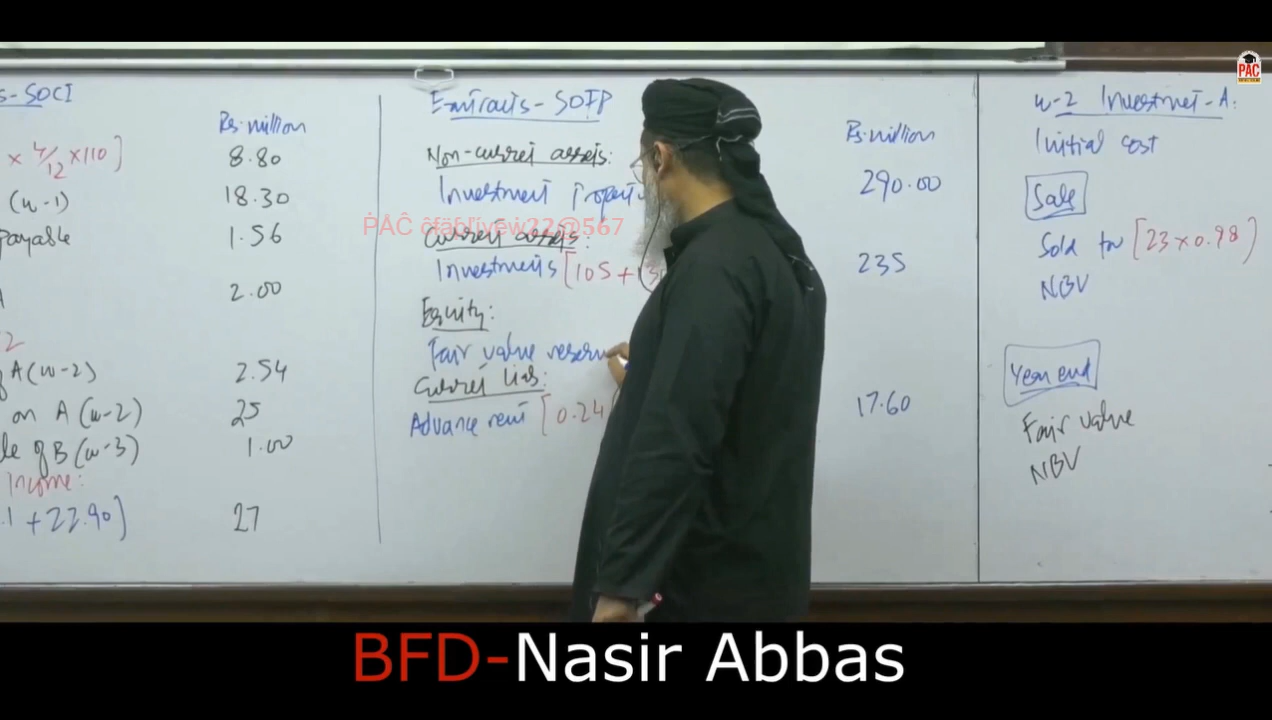 s-SOCI
Rs. million
x 4/12 x 110] 8.80
(w-1) 18.30
Payable 1.56
2.00
2
A (w-2) 2.54
on A (w-2) 25
le of B (w-3) 1.00
Income:
.1 + 22.90] 27
Extracts - SOFP
Rs. million
Non-current assets:
Investment Propert 290.00
Current assets:
Investments [105 + (3 235
Equity:
Fair value reserv
Current liab:
Advance rent [0.24 17.60
w-2 Investment - A:
Initial cost
Sale
Sold for [23 x 0.98)
NBV
Year end
Fair value
NBV
PAC
BFD-Nasir Abbas